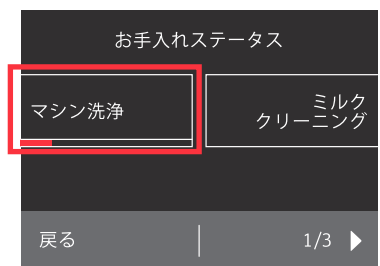 お手入れステータス
マシン洗浄
ミルク
クリーニング
戻る
1/3